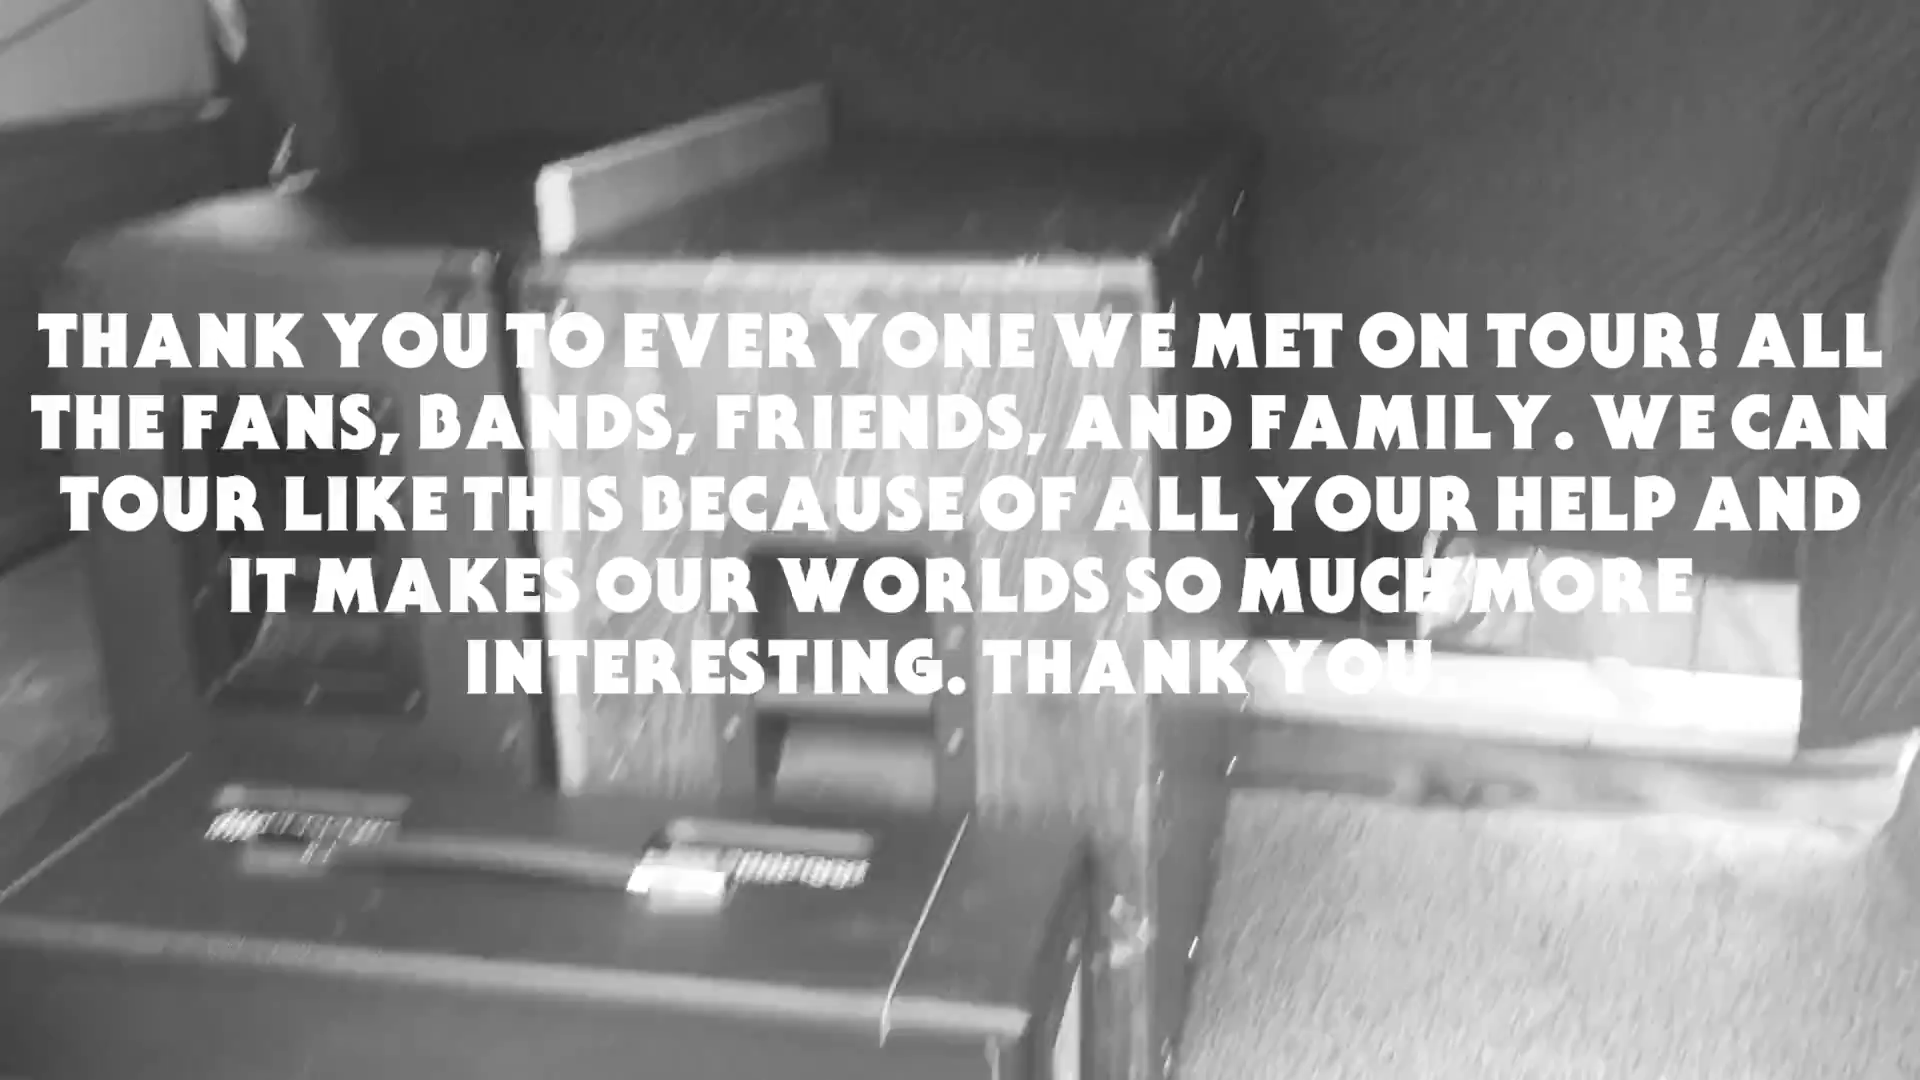 THANK YOU TO EVERYONE WE MET ON TOUR! ALL
THE FANS, BANDS, FRIENDS, AND FAMILY. WE CAN
TOUR LIKE THIS BECAUSE OF ALL YOUR HELP AND
IT MAKES OUR WORLDS SO MUCH MORE
INTERESTING. THANK YOU.